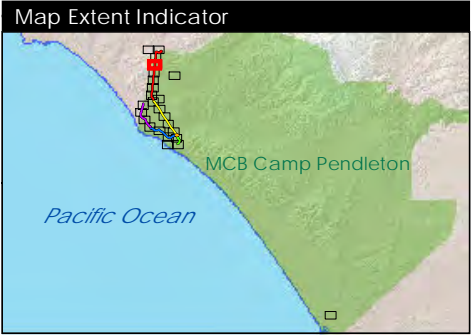 Map Extent Indicator
MCB Camp Pendleton
Pacific Ocean